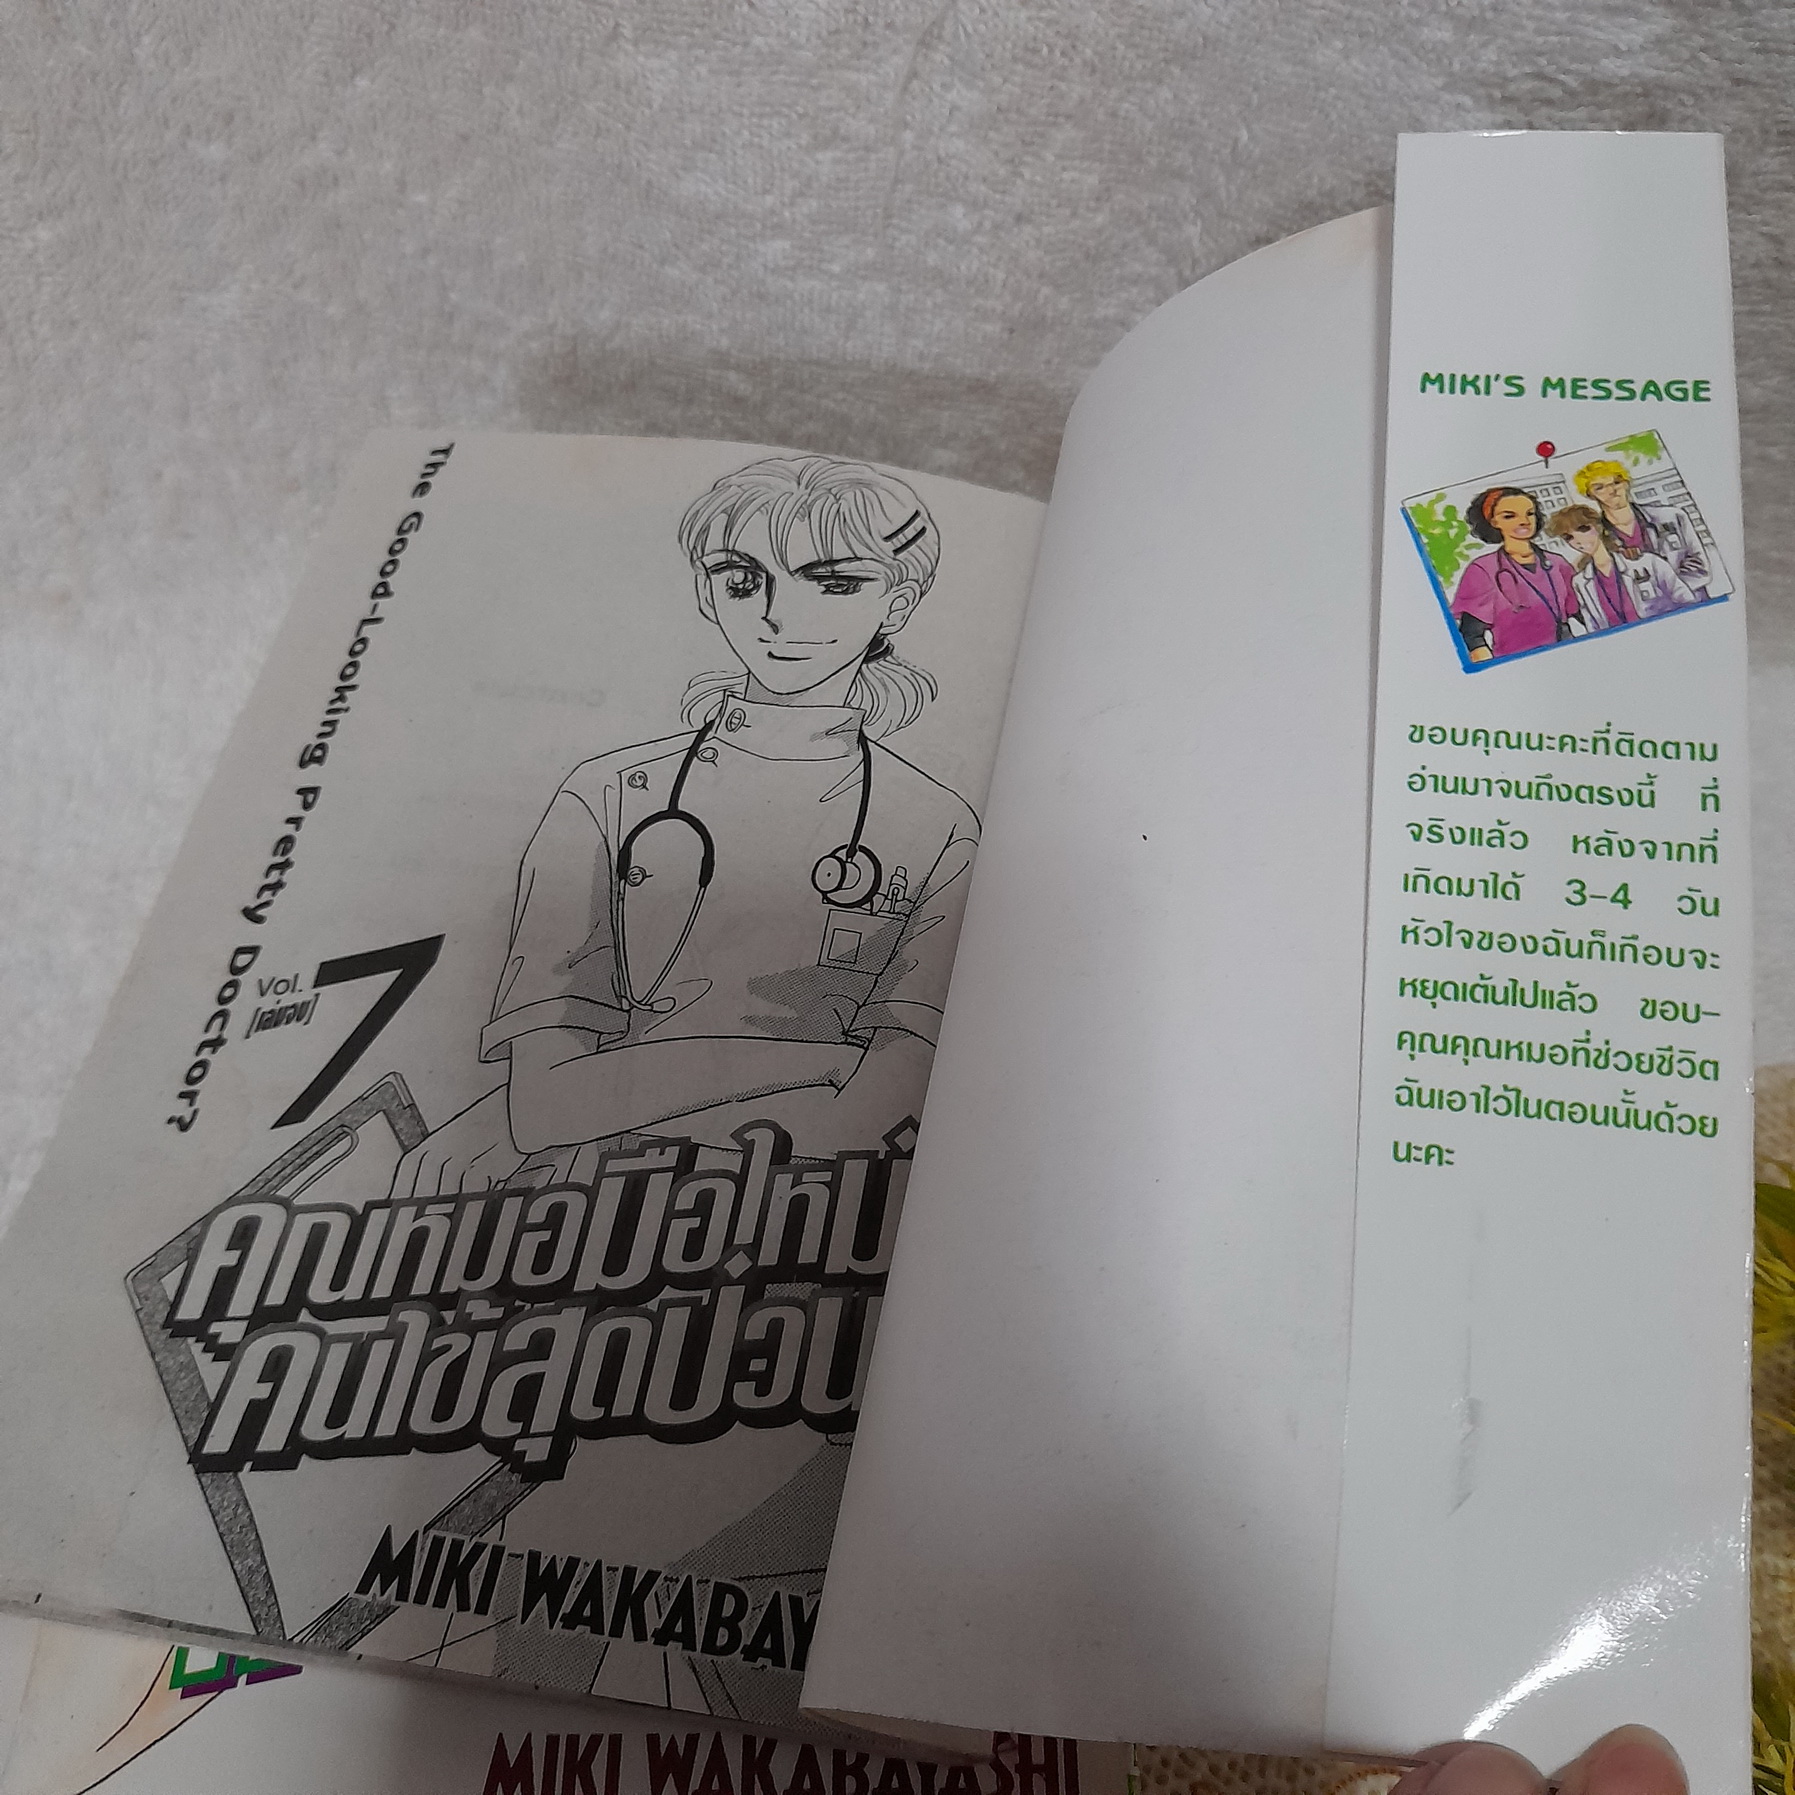 The Good-Looking Pretty Doctor?
Vol. 7
[เล่มจบ]
คุณหมอมือใหม่
คนไข้สุดป่วน
MIKI WAKABAY
MIKI WAKABAYASHI
MIKI'S MESSAGE
ขอบคุณนะคะที่ติดตาม
อ่านมาจนถึงตรงนี้ ที่
จริงแล้ว หลังจากที่
เกิดมาได้ 3-4 วัน
หัวใจของฉันก็เกือบจะ
หยุดเต้นไปแล้ว ขอบ-
คุณคุณหมอที่ช่วยชีวิต
ฉันเอาไว้ในตอนนั้นด้วย
นะคะ